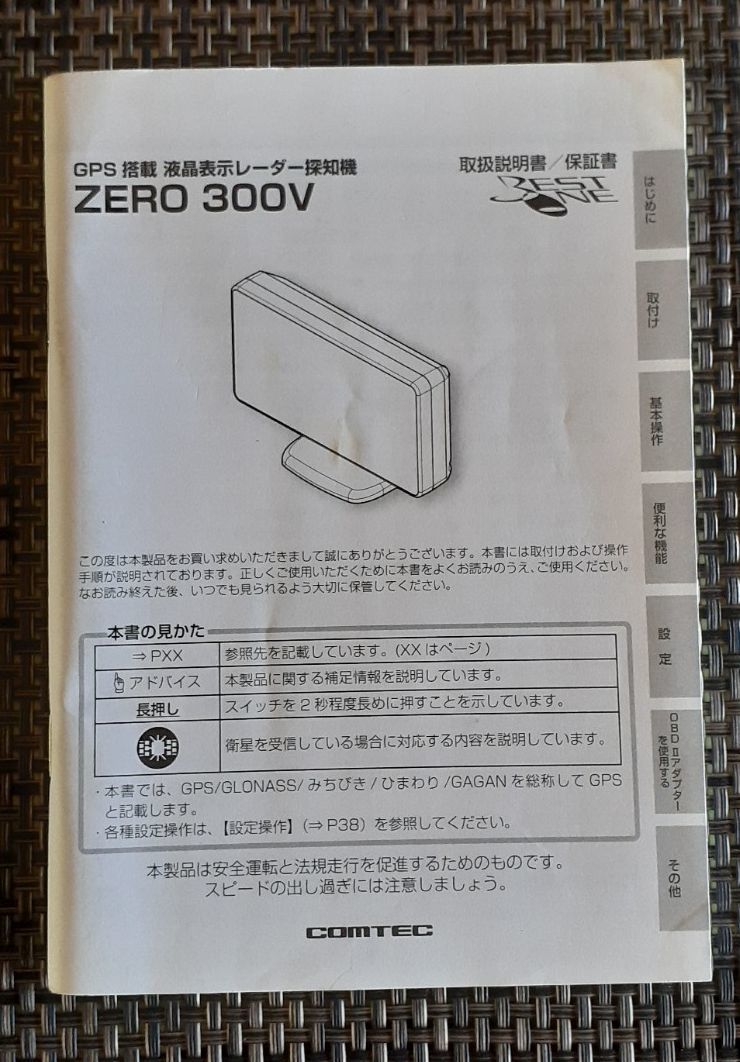 GPS 搭載 液晶表示レーダー探知機
ZERO 300V
取扱説明書／保証書
REST ZONE
この度は本製品をお買い求めいただきまして誠にありがとうございます。本書には取付けおよび操作
手順が説明されております。正しくご使用いただくために本書をよくお読みのうえ、ご使用ください。
なお読み終えた後、いつでも見られるよう大切に保管してください。
本書の見かた
⇒PXX 参照先を記載しています。(XX はページ)
アドバイス 本製品に関する補足情報を説明しています。
長押し スイッチを2秒程度長めに押すことを示しています。
衛星を受信している場合に対応する内容を説明しています。
・本書では、GPS/GLONASS/みちびき/ひまわり/GAGANを総称してGPS
と記載します。
・各種設定操作は、【設定操作】(⇒P38) を参照してください。
本製品は安全運転と法規走行を促進するためのものです。
スピードの出し過ぎには注意しましょう。
COMTEC
はじめに
取付け
基本操作
便利な機能
設定
OBDⅡアダプター
を使用する
その他